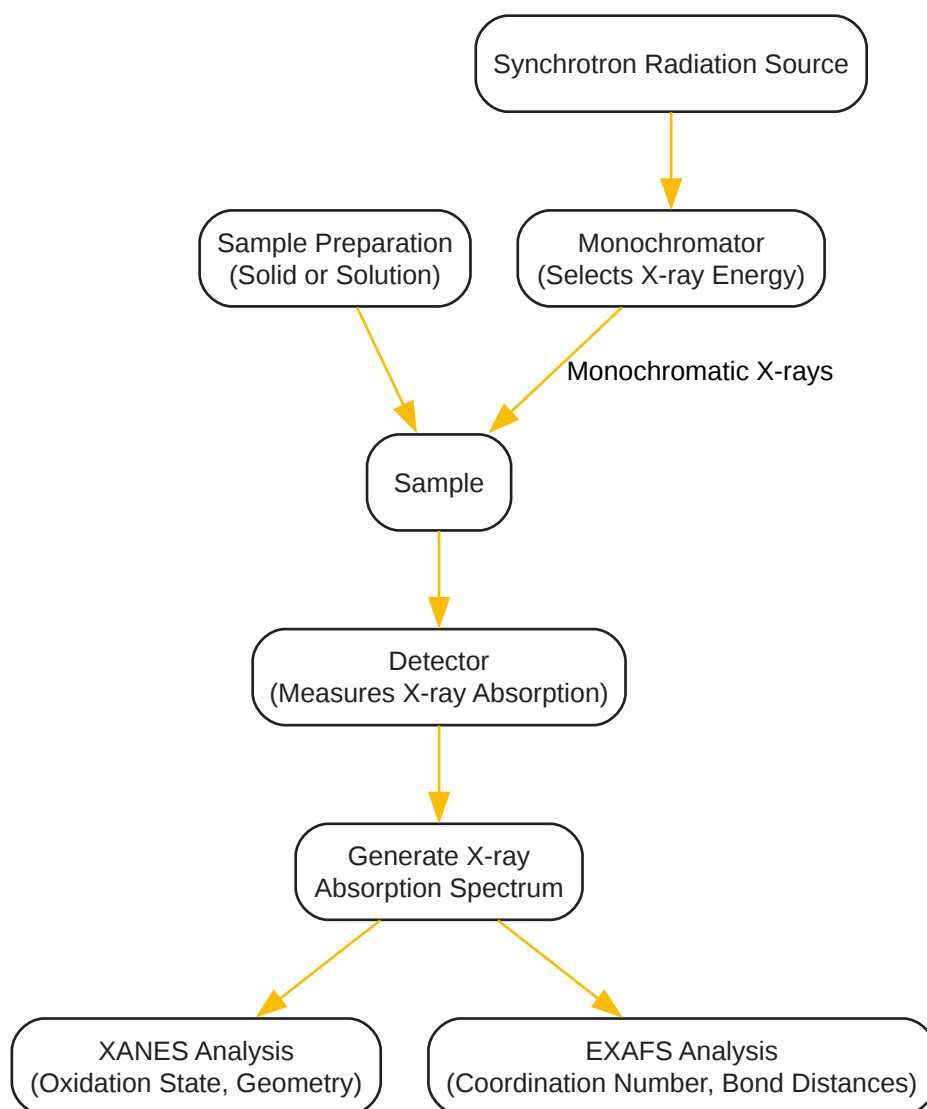 Synchrotron Radiation Source
Sample Preparation
(Solid or Solution)
Monochromator
(Selects X-ray Energy)
Monochromatic X-rays
Sample
Detector
(Measures X-ray Absorption)
Generate X-ray
Absorption Spectrum
XANES Analysis
(Oxidation State, Geometry)
EXAFS Analysis
(Coordination Number, Bond Distances)